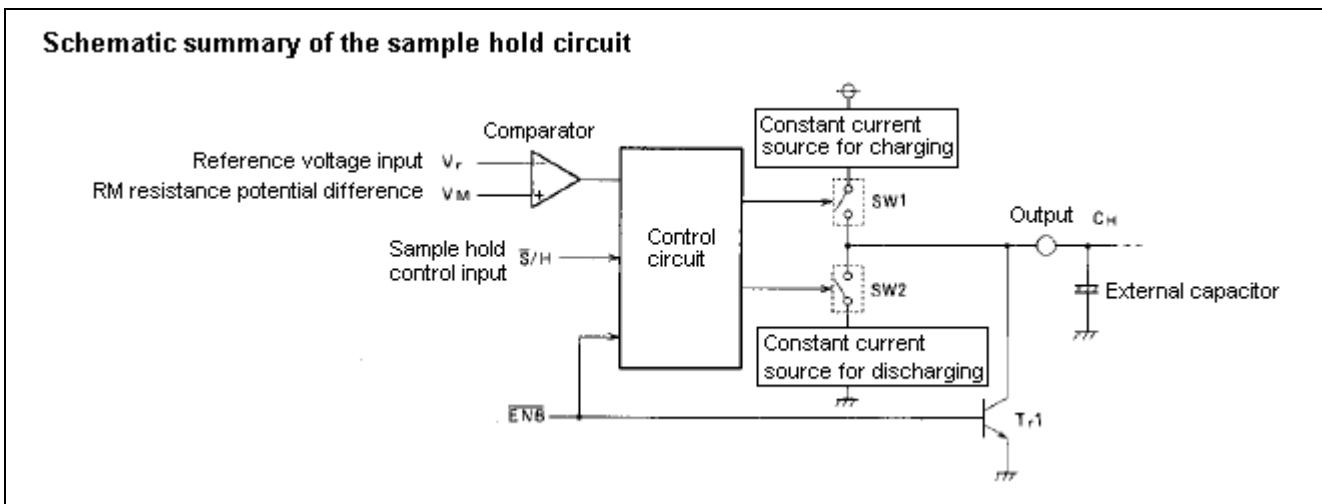 Schematic summary of the sample hold circuit
Comparator
Reference voltage input Vr
RM resistance potential difference VM
- 
+
Sample hold
control input S̅/H
Control
circuit
Constant current
source for charging
SW1
Output CH
SW2
External capacitor
Constant current
source for discharging
E̅N̅B̅
Tr1